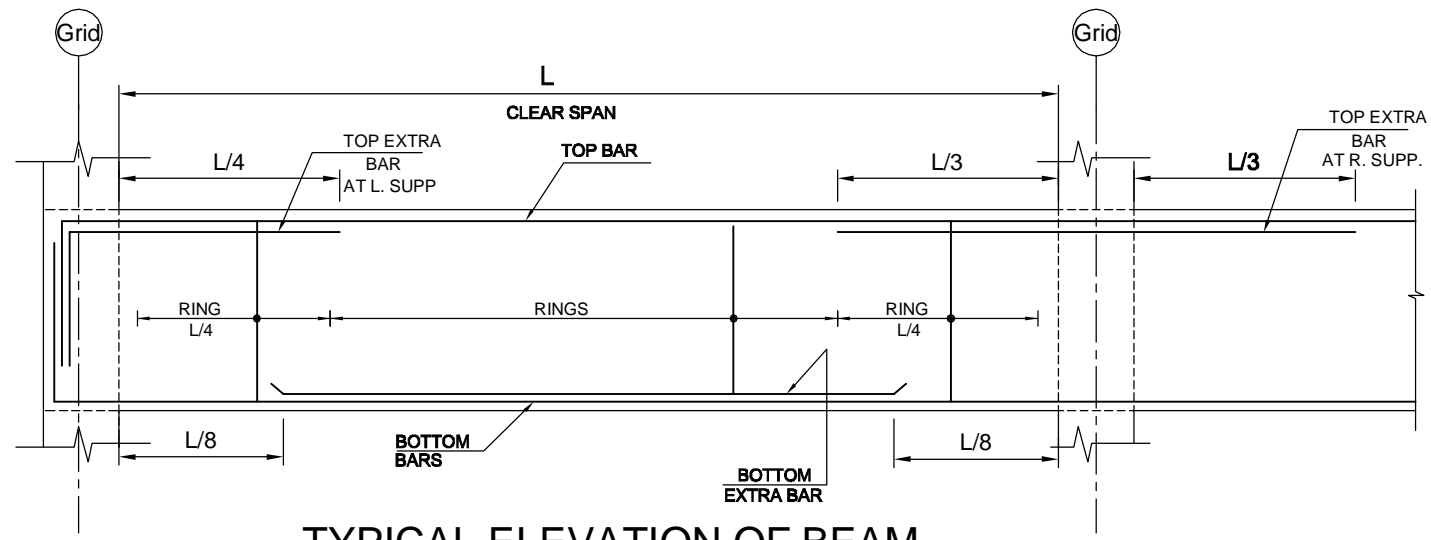 Grid
Grid
L
CLEAR SPAN
TOP EXTRA
BAR
AT L. SUPP
TOP BAR
TOP EXTRA
BAR
AT R. SUPP.
L/4
L/3
L/3
RING
L/4
RINGS
RING
L/4
L/8
BOTTOM
BARS
BOTTOM
EXTRA BAR
L/8
TYPICAL ELEVATION OF BEAM